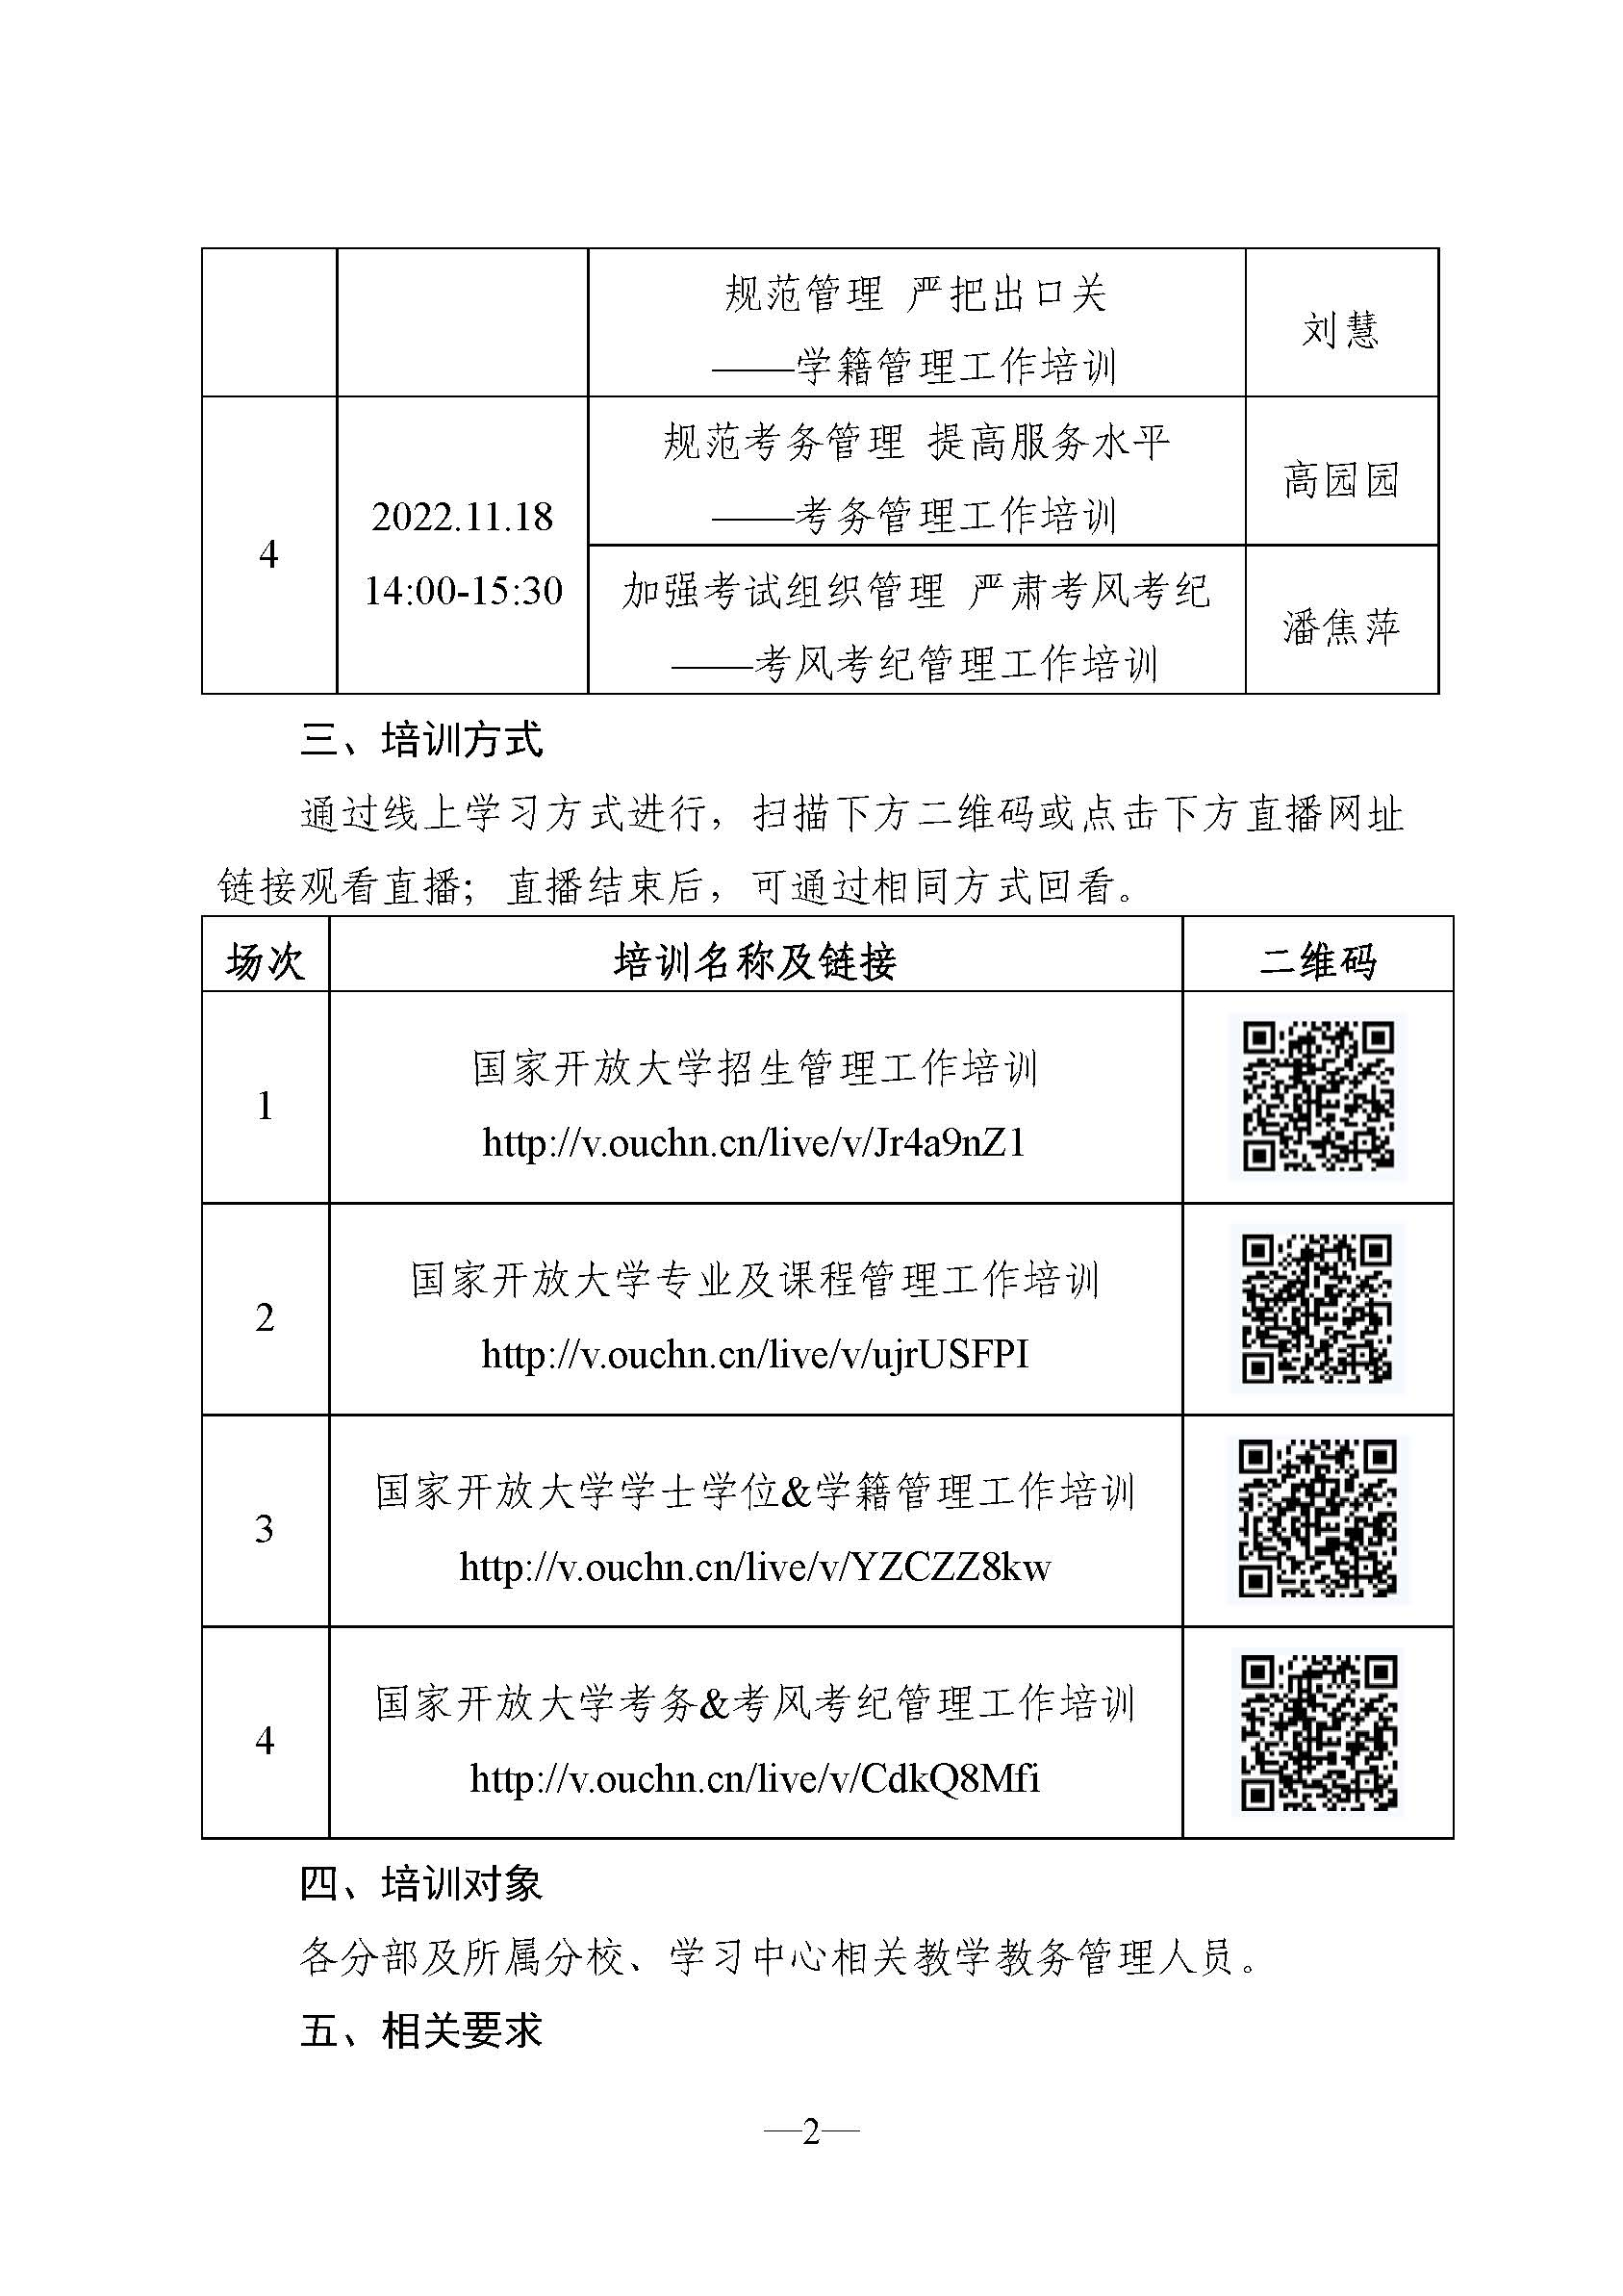 规范管理 严把出口关
——学籍管理工作培训
刘慧
4
2022.11.18
14:00-15:30
规范考务管理 提高服务水平
——考务管理工作培训
高园园
加强考试组织管理 严肃考风考纪
——考风考纪管理工作培训
潘焦萍
三、培训方式
通过线上学习方式进行，扫描下方二维码或点击下方直播网址
链接观看直播；直播结束后，可通过相同方式回看。
场次 培训名称及链接 二维码
1
国家开放大学招生管理工作培训
http://v.ouchn.cn/live/v/Jr4a9nZ1
2
国家开放大学专业及课程管理工作培训
http://v.ouchn.cn/live/v/ujrUSFPI
3
国家开放大学学士学位&学籍管理工作培训
http://v.ouchn.cn/live/v/YZCZZ8kw
4
国家开放大学考务&考风考纪管理工作培训
http://v.ouchn.cn/live/v/CdkQ8Mfi
四、培训对象
各分部及所属分校、学习中心相关教学教务管理人员。
五、相关要求
—2—